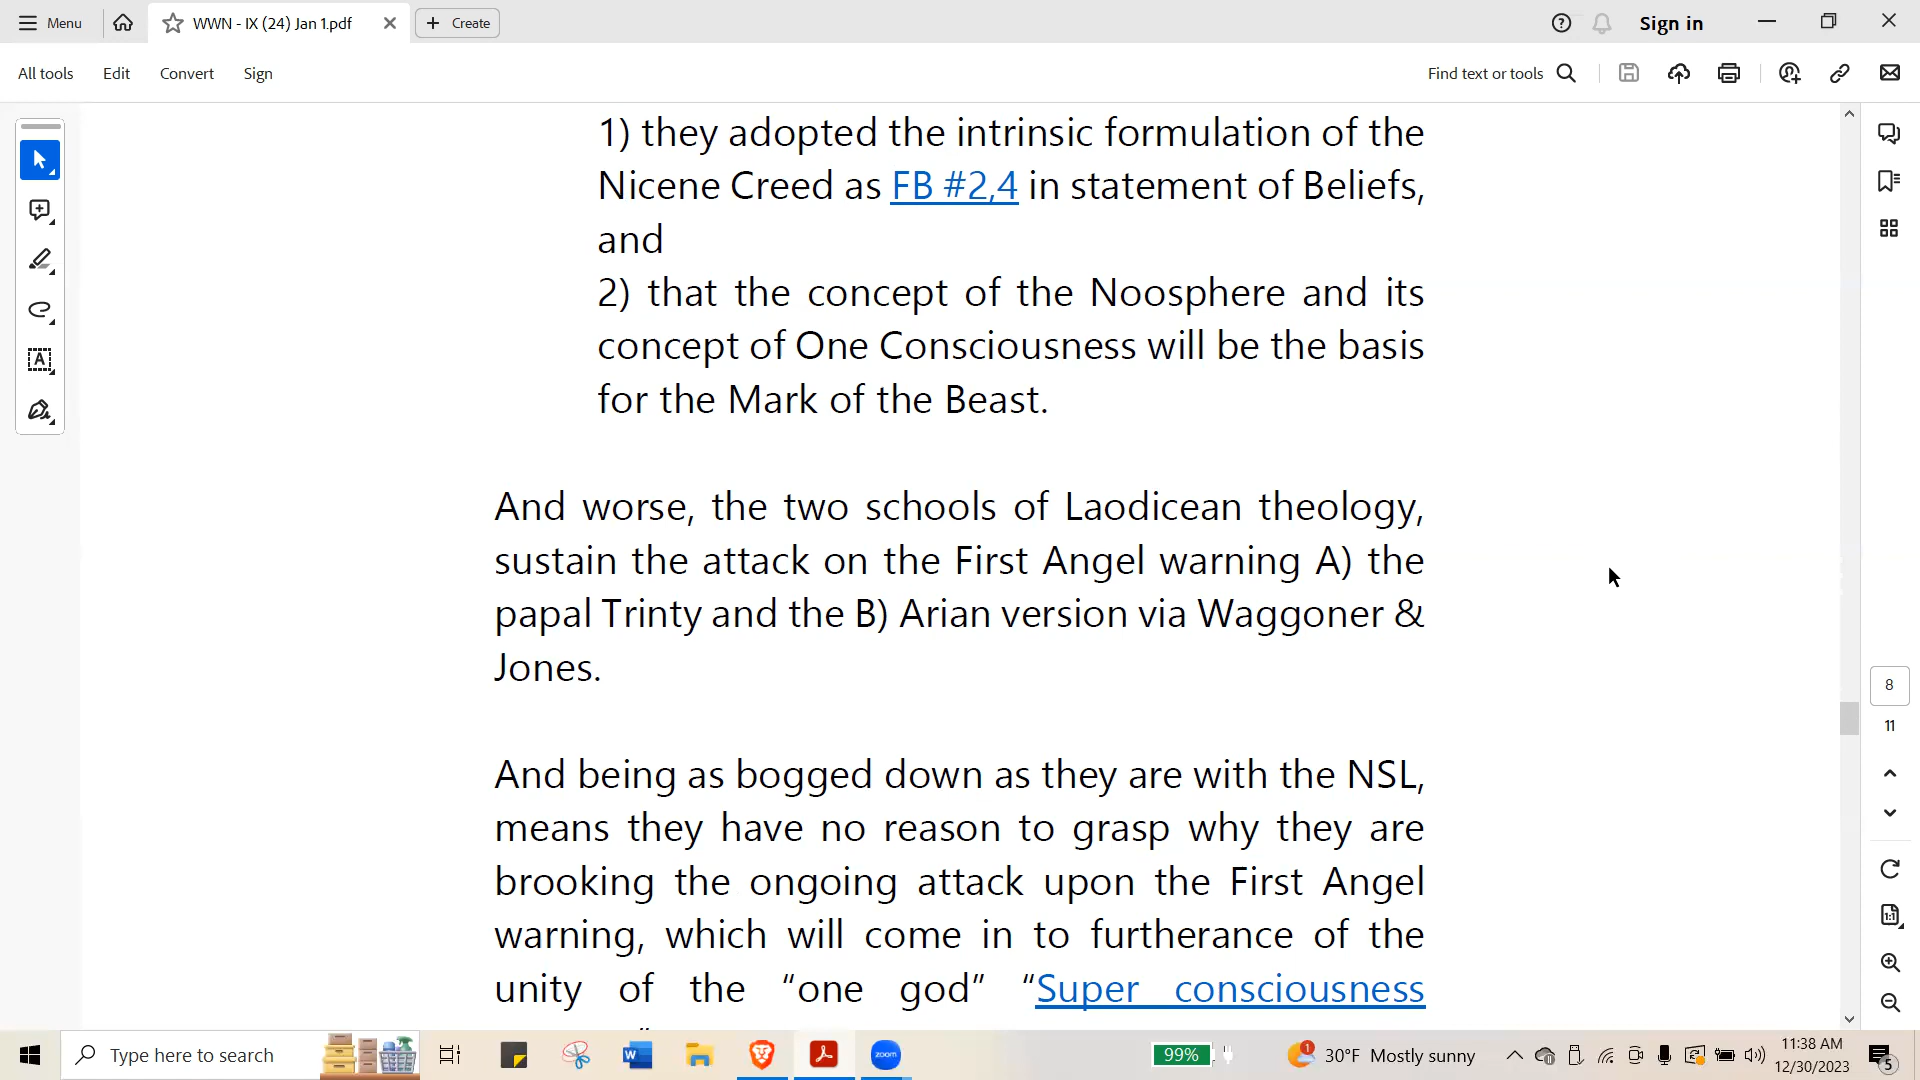 Menu
WWN - IX (24) Jan 1.pdf
Create
Sign in
All tools
Edit
Convert
Sign
Find text or tools
1) they adopted the intrinsic formulation of the
Nicene Creed as FB #2,4 in statement of Beliefs,
and
2) that the concept of the Noosphere and its
concept of One Consciousness will be the basis
for the Mark of the Beast.
And worse, the two schools of Laodicean theology,
sustain the attack on the First Angel warning A) the
papal Trinty and the B) Arian version via Waggoner &
Jones.
And being as bogged down as they are with the NSL,
means they have no reason to grasp why they are
brooking the ongoing attack upon the First Angel
warning, which will come in to furtherance of the
unity of the “one god” “Super consciousness
8
11
Type here to search
zoom
99%
1
30°F Mostly sunny
11:38 AM
12/30/2023
5